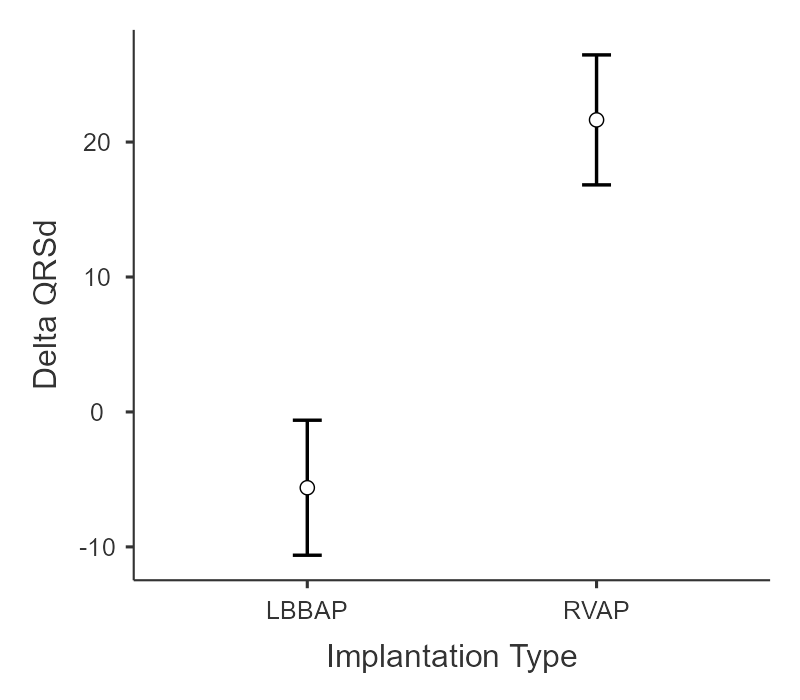 Delta QRSd
20
10
0
-10
LBBAP RVAP
Implantation Type